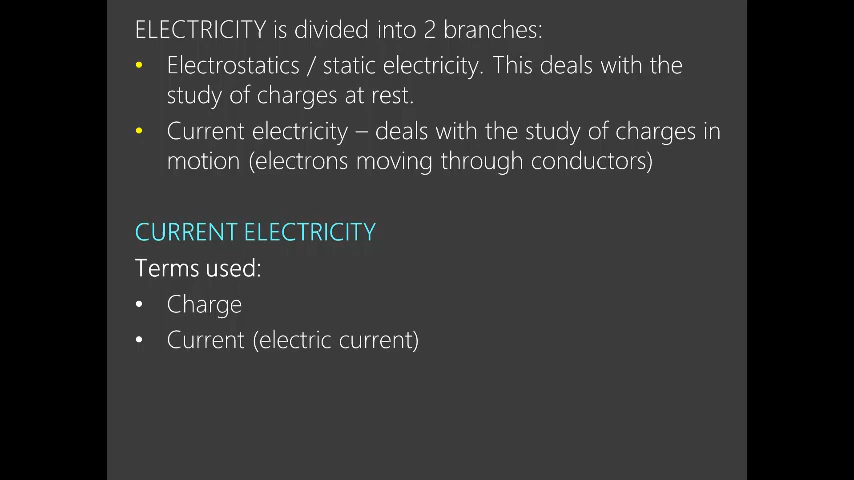 ELECTRICITY is divided into 2 branches:
• Electrostatics / static electricity. This deals with the
study of charges at rest.
• Current electricity – deals with the study of charges in
motion (electrons moving through conductors)
CURRENT ELECTRICITY
Terms used:
• Charge
• Current (electric current)